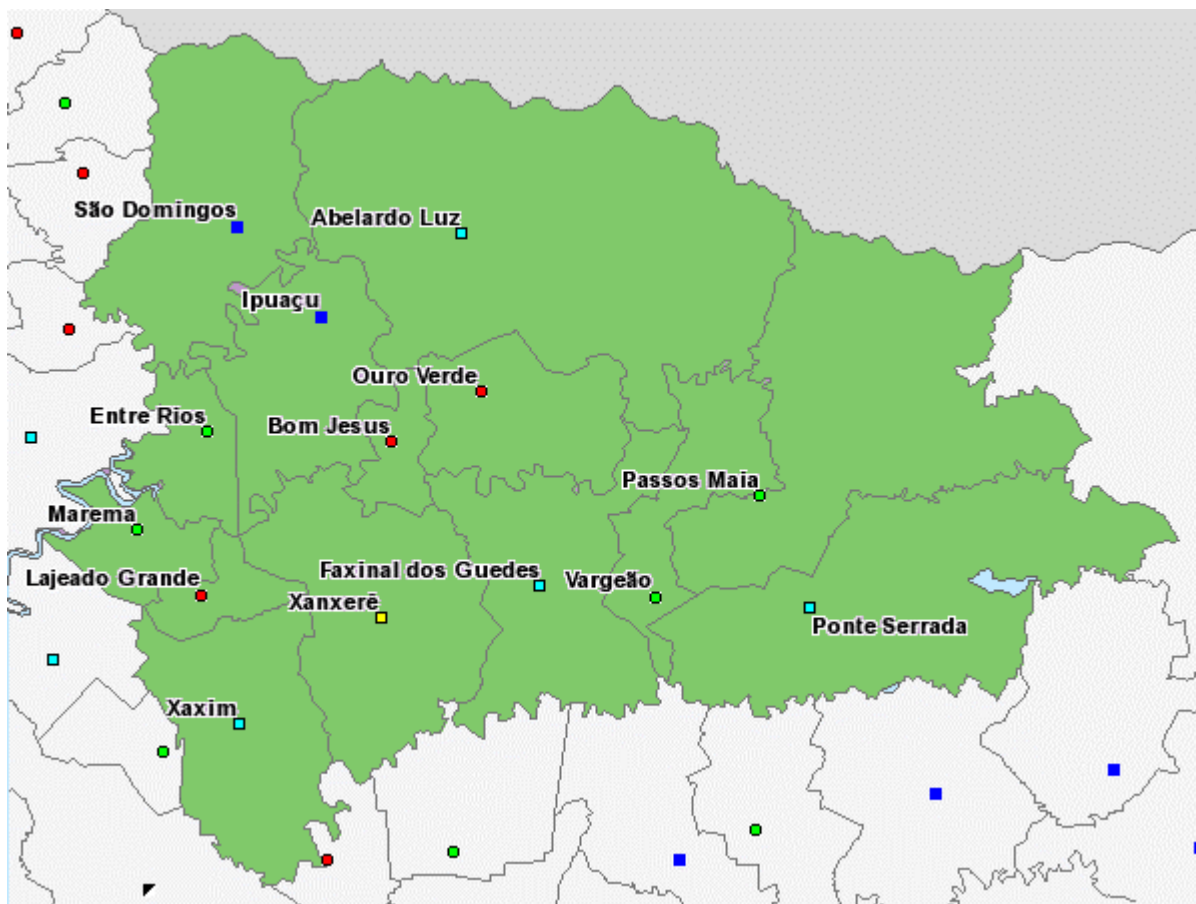 São Domingos
Abelardo Luz
Ipuaçu
Ouro Verde
Entre Rios
Bom Jesus
Passos Maia
Marema
Lajeado Grande
Faxinal dos Guedes
Vargeão
Xanxerê
Ponte Serrada
Xaxim